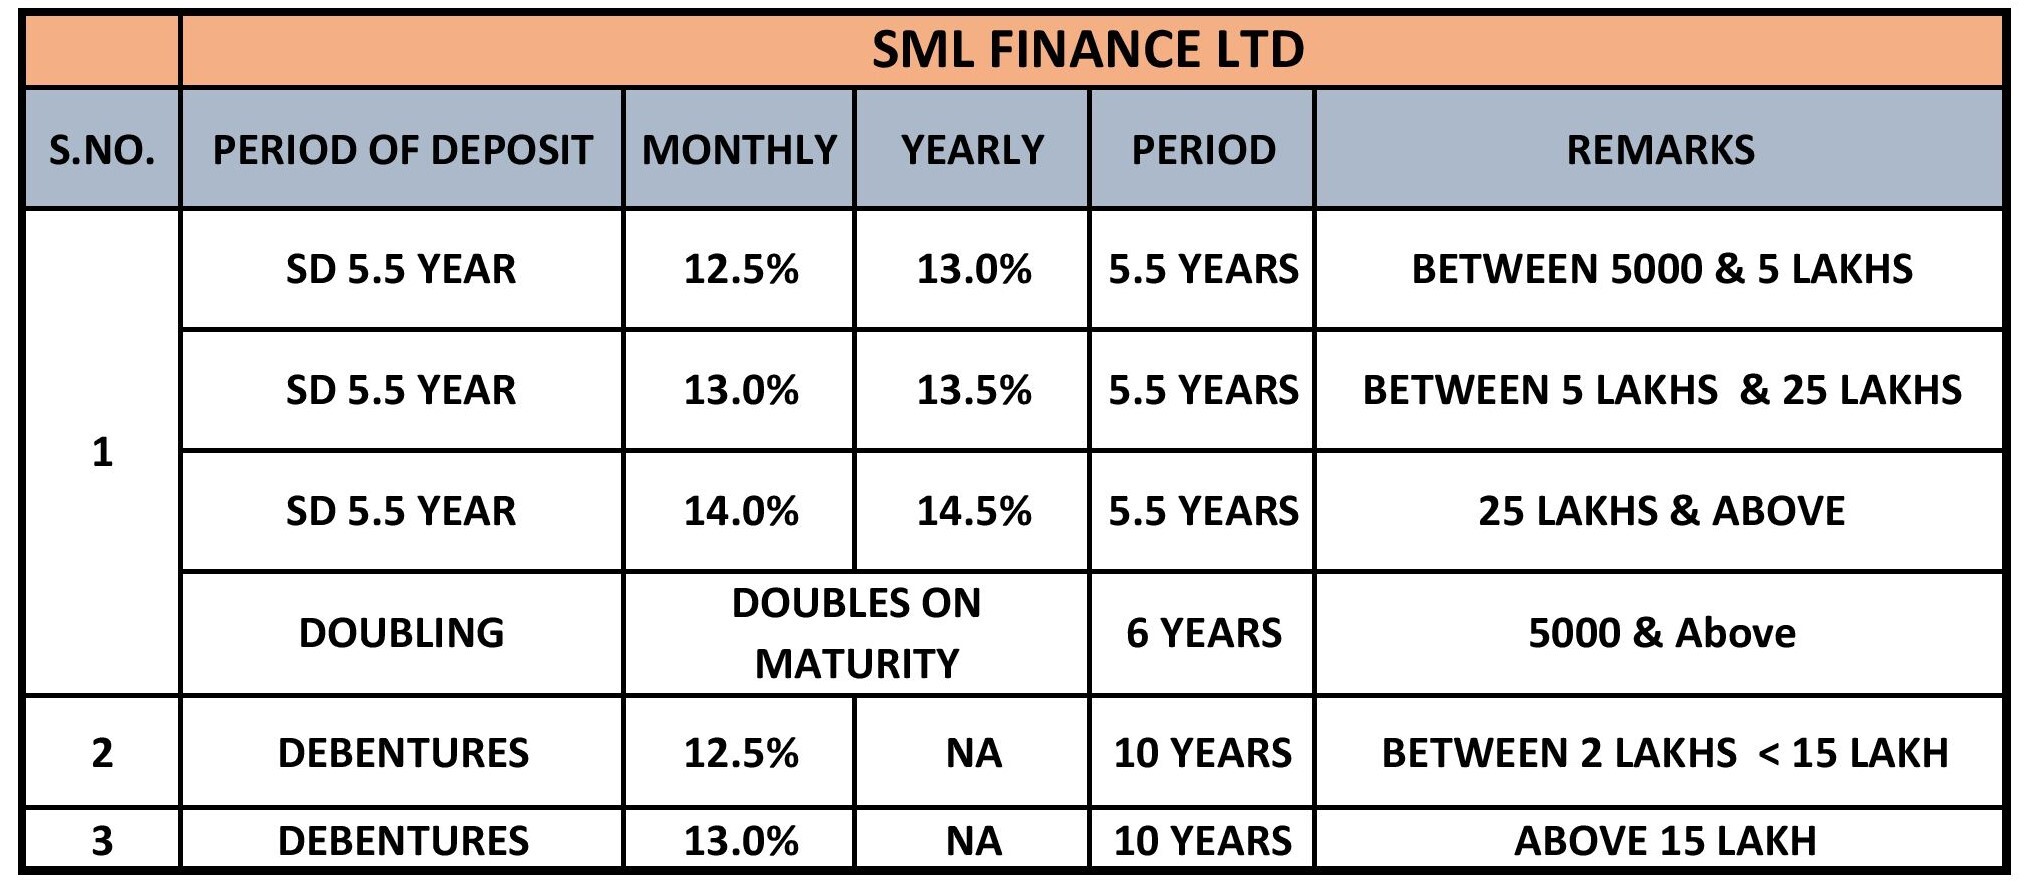 SML FINANCE LTD
S.NO. PERIOD OF DEPOSIT MONTHLY YEARLY PERIOD REMARKS
1
SD 5.5 YEAR 12.5% 13.0% 5.5 YEARS BETWEEN 5000 & 5 LAKHS
SD 5.5 YEAR 13.0% 13.5% 5.5 YEARS BETWEEN 5 LAKHS & 25 LAKHS
SD 5.5 YEAR 14.0% 14.5% 5.5 YEARS 25 LAKHS & ABOVE
DOUBLING DOUBLES ON MATURITY 6 YEARS 5000 & Above
2 DEBENTURES 12.5% NA 10 YEARS BETWEEN 2 LAKHS < 15 LAKH
3 DEBENTURES 13.0% NA 10 YEARS ABOVE 15 LAKH